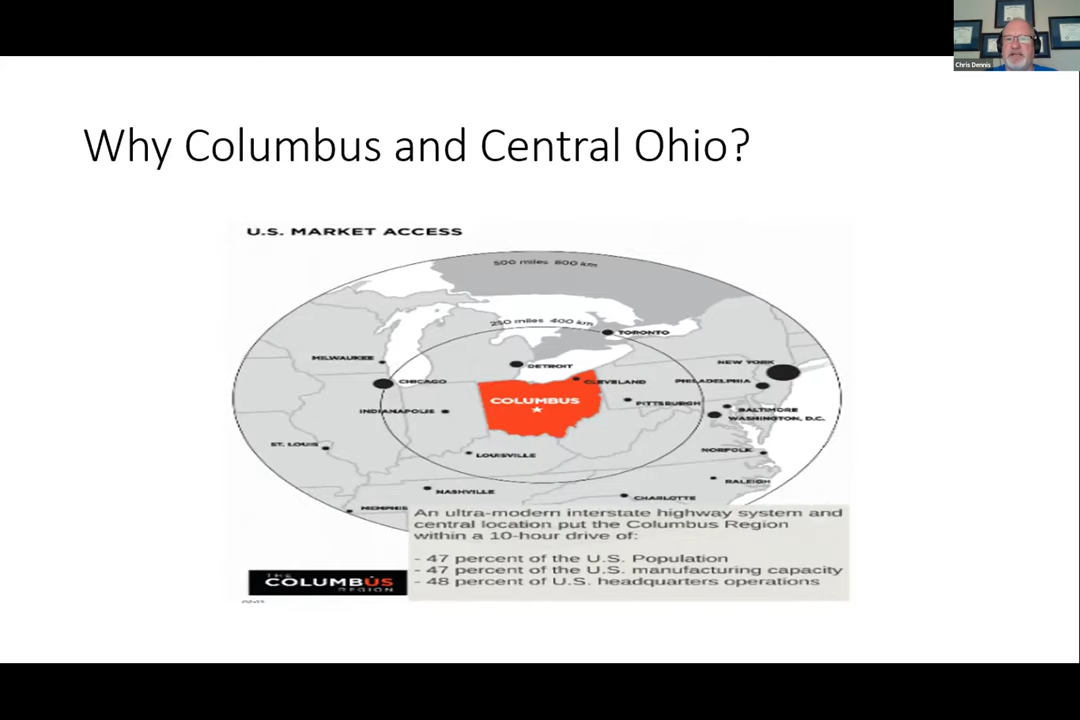 Chris Dennis
Why Columbus and Central Ohio?
U.S. MARKET ACCESS
500 miles 800 km
250 miles 400 km
TORONTO
MILWAUKEE
DETROIT
NEW YORK
CHICAGO
CLEVELAND
PHILADELPHIA
COLUMBUS
PITTSBURGH
INDIANAPOLIS
BALTIMORE
WASHINGTON, D.C.
ST. LOUIS
LOUISVILLE
NORFOLK
RALEIGH
NASHVILLE
CHARLOTTE
MEMPHIS
An ultra-modern interstate highway system and
central location put the Columbus Region
within a 10-hour drive of:
- 47 percent of the U.S. Population
- 47 percent of the U.S. manufacturing capacity
- 48 percent of U.S. headquarters operations
THE
COLUMBUS
REGION